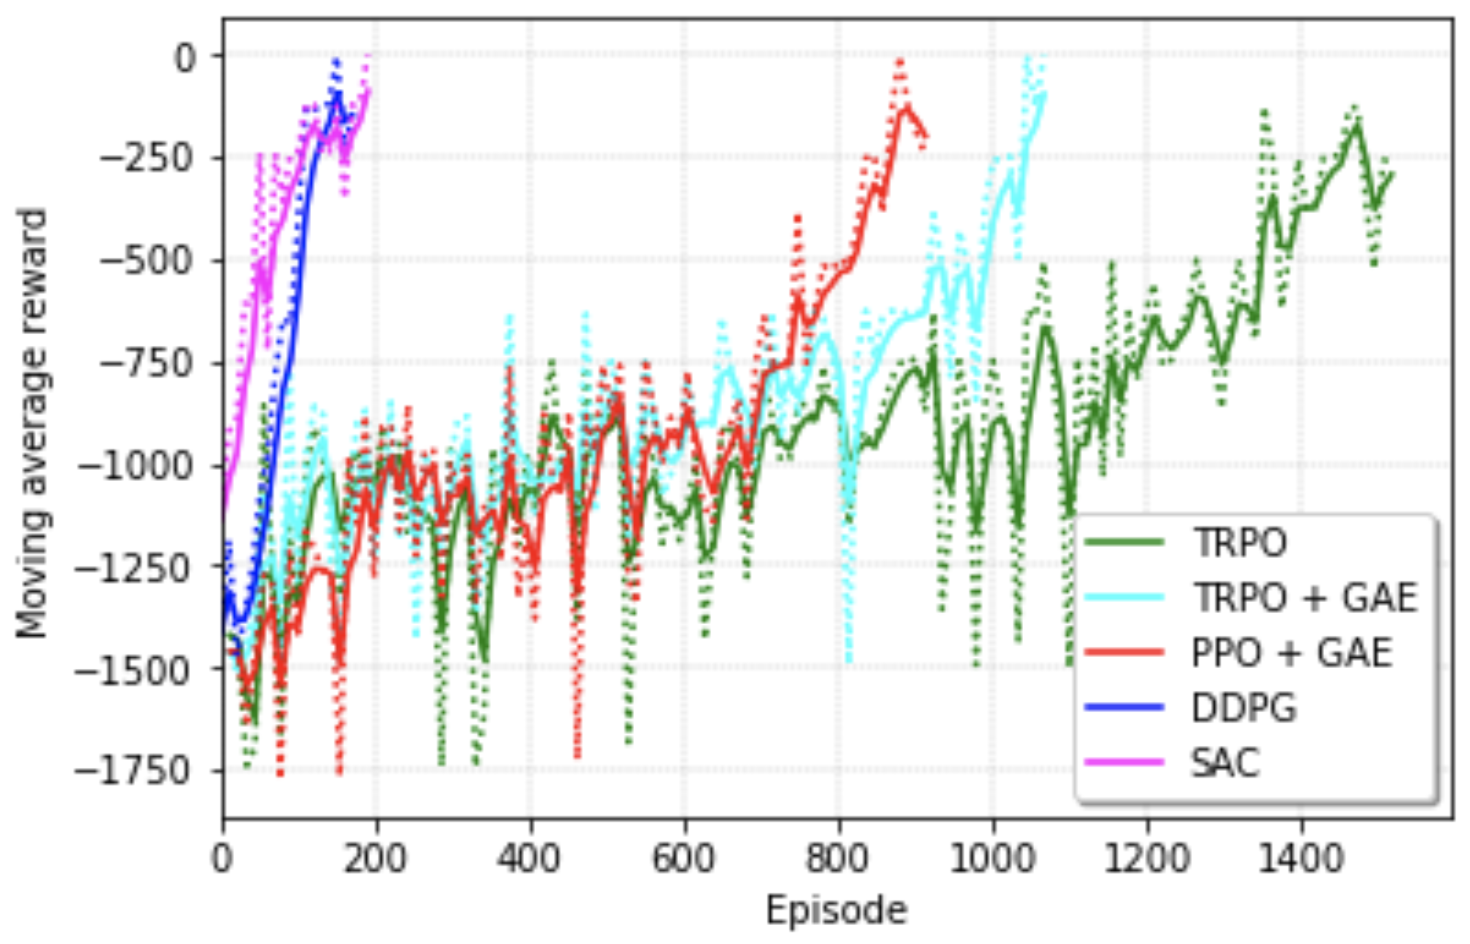 0
−250
−500
−750
−1000
−1250
−1500
−1750
Moving average reward
0 200 400 600 800 1000 1200 1400
Episode
TRPO
TRPO + GAE
PPO + GAE
DDPG
SAC